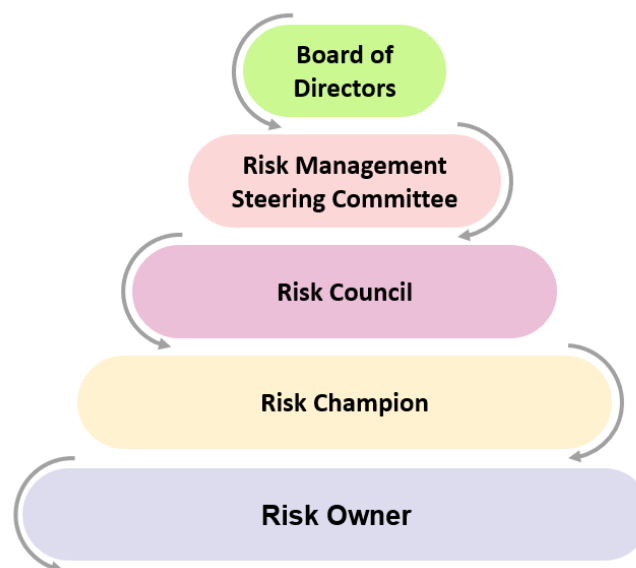 Board of
Directors
Risk Management
Steering Committee
Risk Council
Risk Champion
Risk Owner